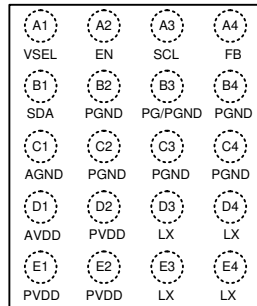 A1 A2 A3 A4
VSEL EN SCL FB
B1 B2 B3 B4
SDA PGND PG/PGND PGND
C1 C2 C3 C4
AGND PGND PGND PGND
D1 D2 D3 D4
AVDD PVDD LX LX
E1 E2 E3 E4
PVDD PVDD LX LX